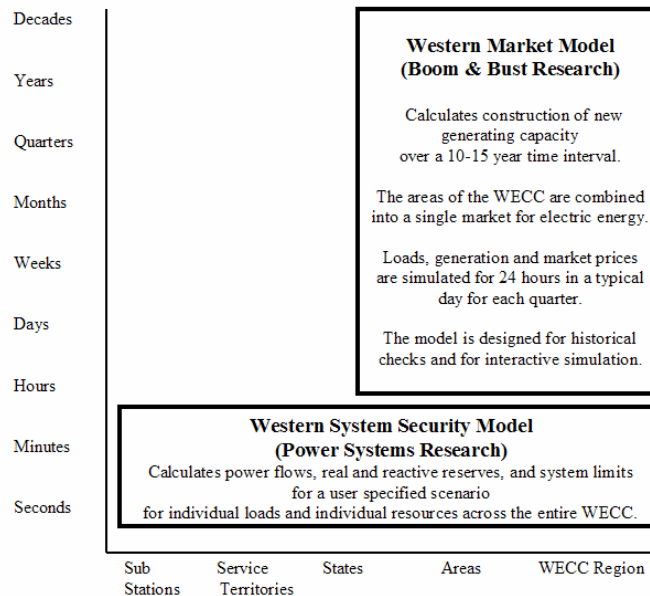 Decades
Years
Quarters
Months
Weeks
Days
Hours
Minutes
Seconds
Western Market Model
(Boom & Bust Research)
Calculates construction of new
generating capacity
over a 10-15 year time interval.
The areas of the WECC are combined
into a single market for electric energy.
Loads, generation and market prices
are simulated for 24 hours in a typical
day for each quarter.
The model is designed for historical
checks and for interactive simulation.
Western System Security Model
(Power Systems Research)
Calculates power flows, real and reactive reserves, and system limits
for a user specified scenario
for individual loads and individual resources across the entire WECC.
Sub
Stations
Service
Territories
States
Areas
WECC Region